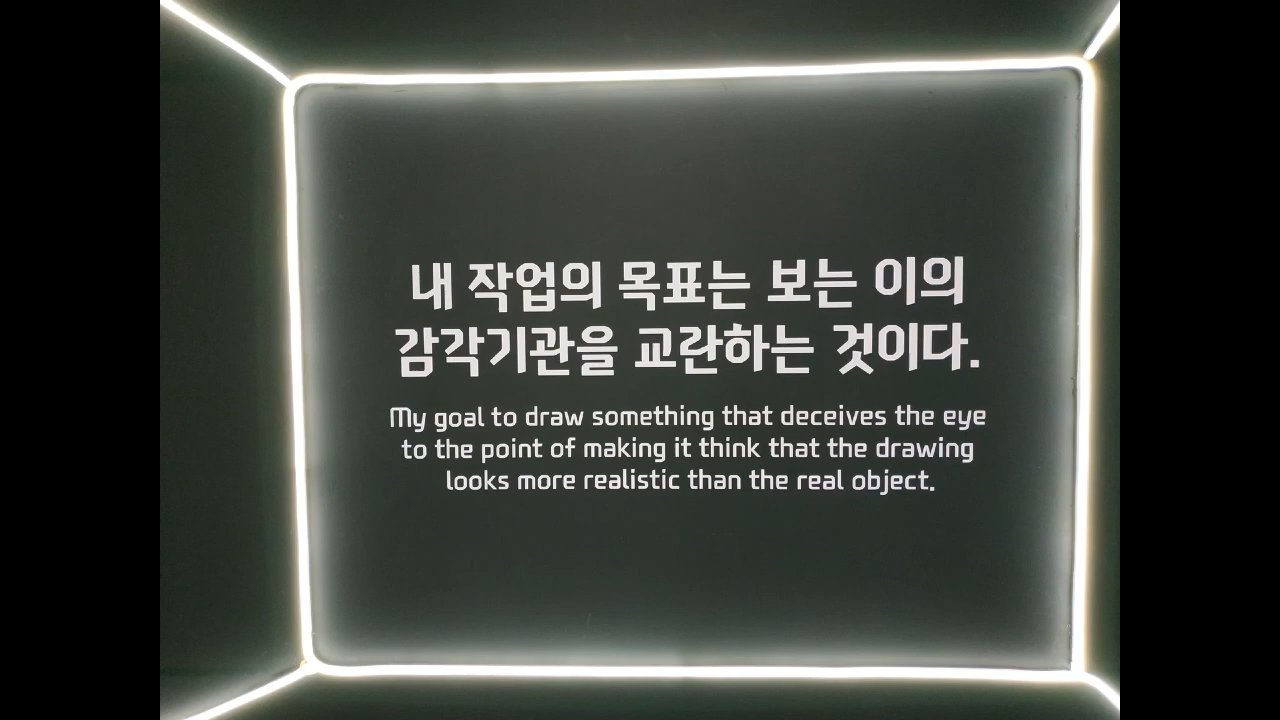 내 작업의 목표는 보는 이의
감각기관을 교란하는 것이다.
My goal to draw something that deceives the eye
to the point of making it think that the drawing
looks more realistic than the real object.